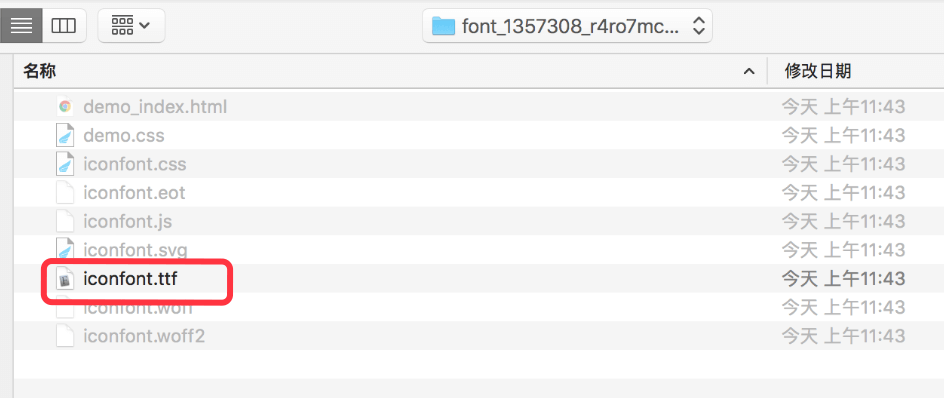 font_1357308_r4ro7mc...
名称 修改日期
demo_index.html 今天 上午11:43
demo.css 今天 上午11:43
iconfont.css 今天 上午11:43
iconfont.eot 今天 上午11:43
iconfont.js 今天 上午11:43
iconfont.svg 今天 上午11:43
iconfont.ttf 今天 上午11:43
iconfont.woff 今天 上午11:43
iconfont.woff2 今天 上午11:43